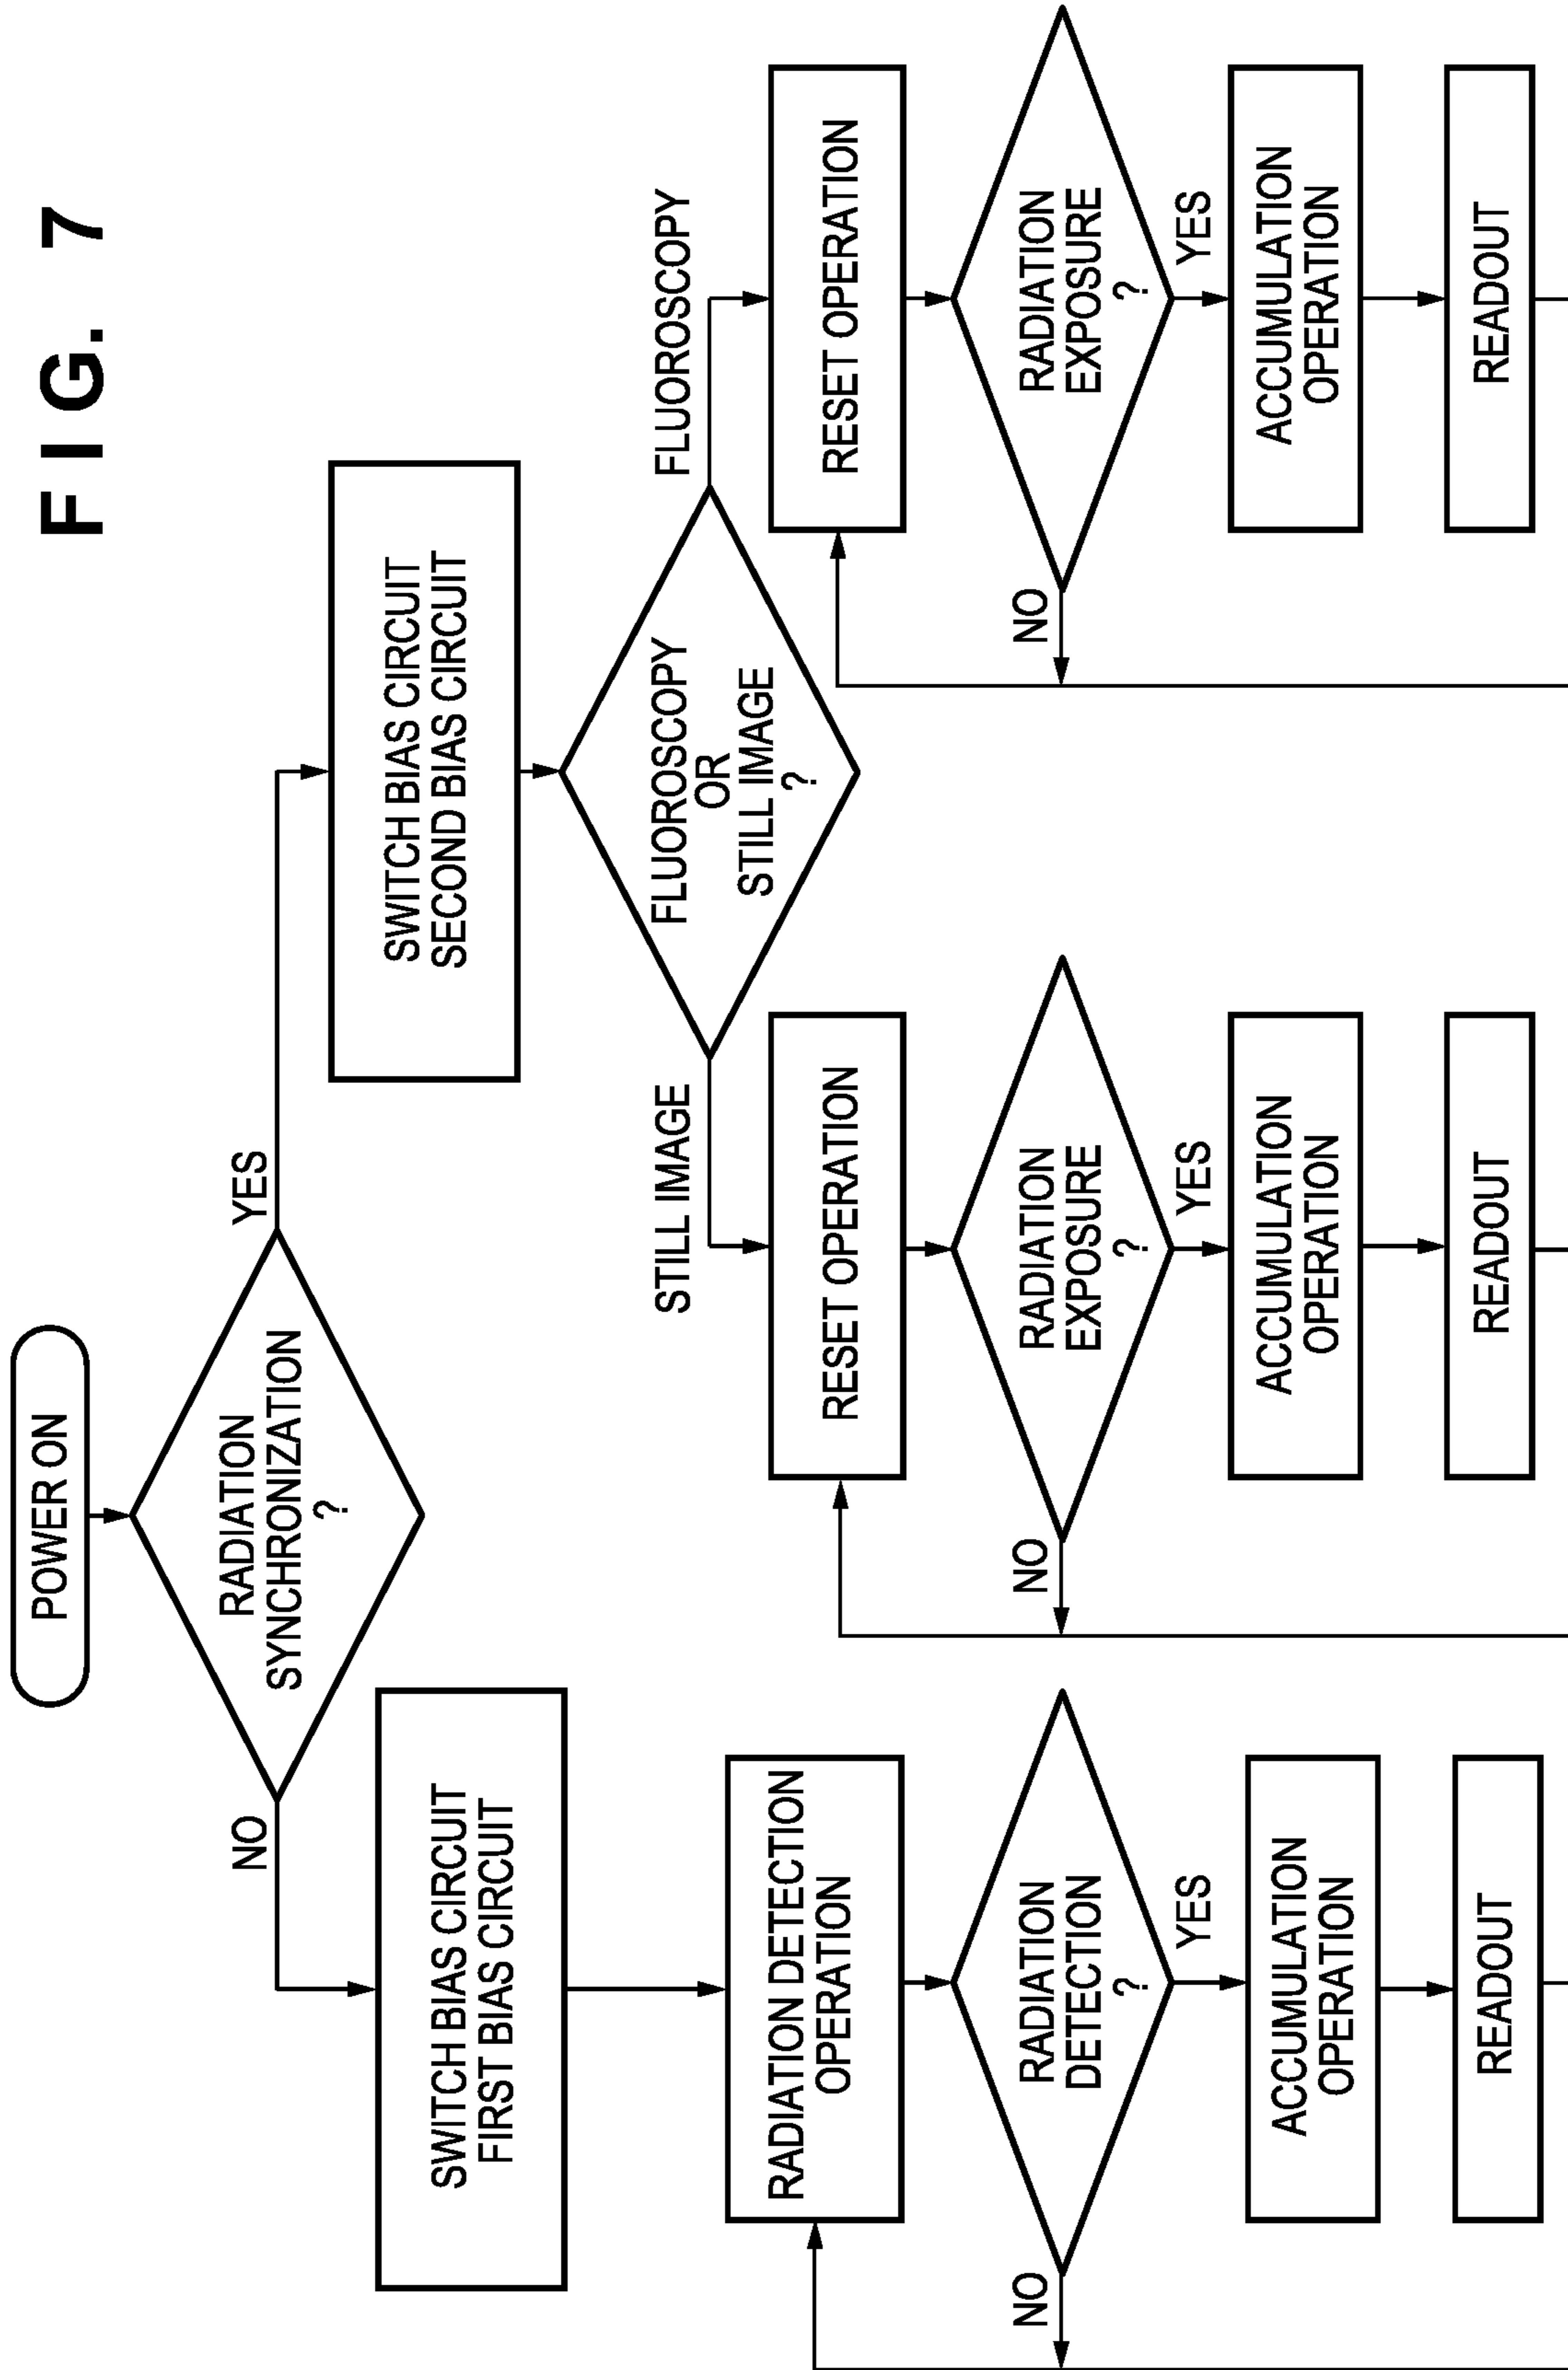 FIG. 7
POWER ON
RADIATION
SYNCHRONIZATION
?
NO
YES
SWITCH BIAS CIRCUIT
FIRST BIAS CIRCUIT
SWITCH BIAS CIRCUIT
SECOND BIAS CIRCUIT
FLUOROSCOPY
OR
STILL IMAGE
?
STILL IMAGE
FLUOROSCOPY
RADIATION DETECTION
OPERATION
RADIATION
DETECTION
?
NO
YES
ACCUMULATION
OPERATION
READOUT
RESET OPERATION
RADIATION
EXPOSURE
?
NO
YES
ACCUMULATION
OPERATION
READOUT
RESET OPERATION
RADIATION
EXPOSURE
?
NO
YES
ACCUMULATION
OPERATION
READOUT